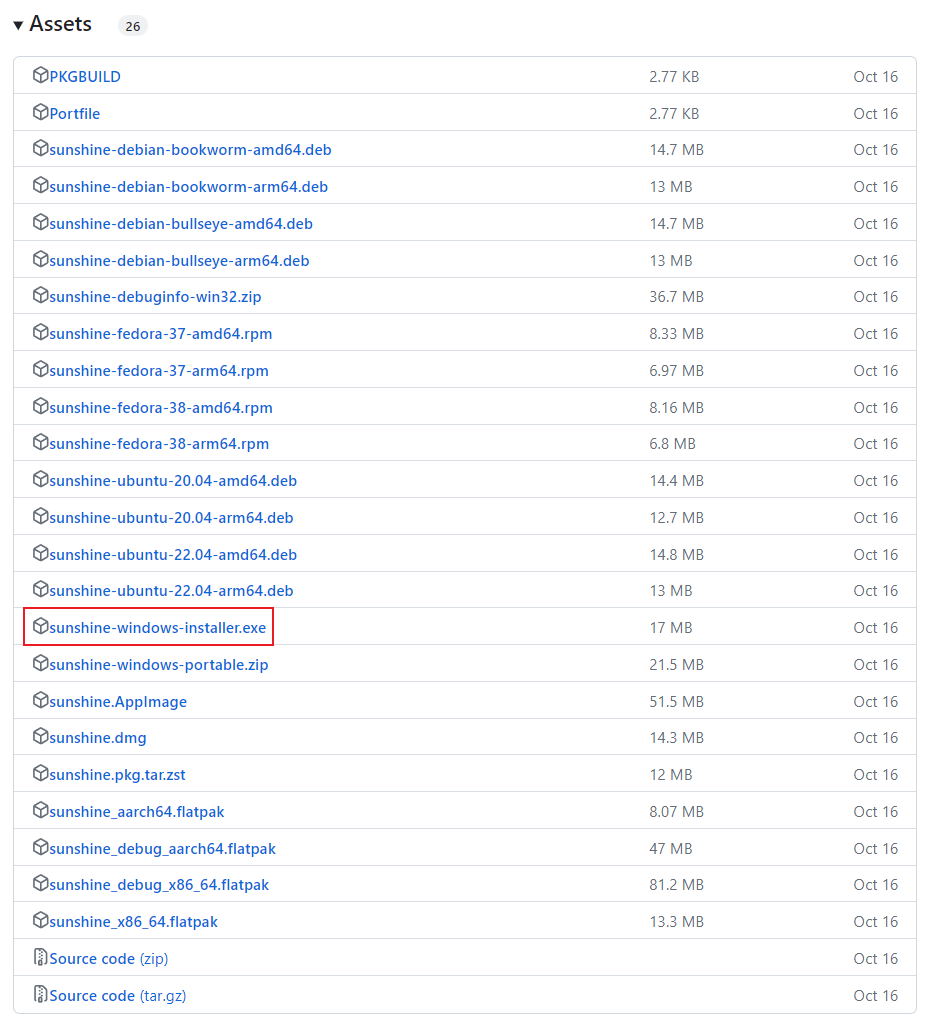 Assets 26
PKGBUILD 2.77 KB Oct 16
Portfile 2.77 KB Oct 16
sunshine-debian-bookworm-amd64.deb 14.7 MB Oct 16
sunshine-debian-bookworm-arm64.deb 13 MB Oct 16
sunshine-debian-bullseye-amd64.deb 14.7 MB Oct 16
sunshine-debian-bullseye-arm64.deb 13 MB Oct 16
sunshine-debuginfo-win32.zip 36.7 MB Oct 16
sunshine-fedora-37-amd64.rpm 8.33 MB Oct 16
sunshine-fedora-37-arm64.rpm 6.97 MB Oct 16
sunshine-fedora-38-amd64.rpm 8.16 MB Oct 16
sunshine-fedora-38-arm64.rpm 6.8 MB Oct 16
sunshine-ubuntu-20.04-amd64.deb 14.4 MB Oct 16
sunshine-ubuntu-20.04-arm64.deb 12.7 MB Oct 16
sunshine-ubuntu-22.04-amd64.deb 14.8 MB Oct 16
sunshine-ubuntu-22.04-arm64.deb 13 MB Oct 16
sunshine-windows-installer.exe 17 MB Oct 16
sunshine-windows-portable.zip 21.5 MB Oct 16
sunshine.AppImage 51.5 MB Oct 16
sunshine.dmg 14.3 MB Oct 16
sunshine.pkg.tar.zst 12 MB Oct 16
sunshine_aarch64.flatpak 8.07 MB Oct 16
sunshine_debug_aarch64.flatpak 47 MB Oct 16
sunshine_debug_x86_64.flatpak 81.2 MB Oct 16
sunshine_x86_64.flatpak 13.3 MB Oct 16
Source code (zip) Oct 16
Source code (tar.gz) Oct 16